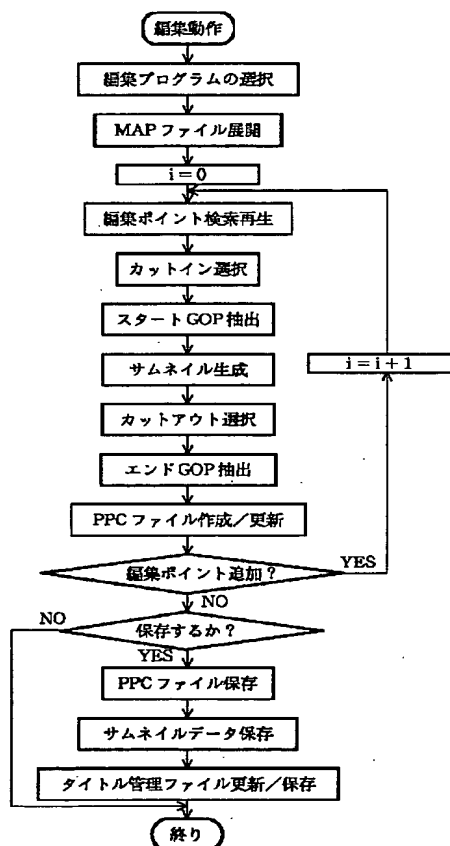 編集動作
編集プログラムの選択
MAPファイル展開
i=0
編集ポイント検索再生
カットイン選択
スタートGOP抽出
サムネイル生成
i=i+1
カットアウト選択
エンドGOP抽出
PPCファイル作成/更新
編集ポイント追加?
YES
NO
保存するか?
NO
YES
PPCファイル保存
サムネイルデータ保存
タイトル管理ファイル更新/保存
終り